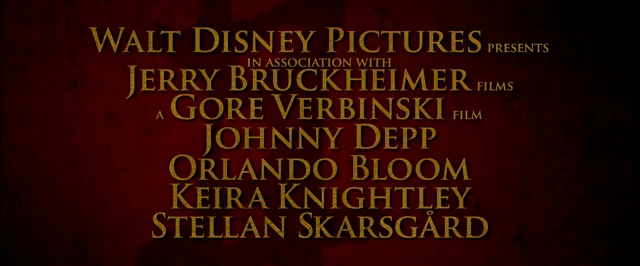 WALT DISNEY PICTURES PRESENTS
IN ASSOCIATION WITH
JERRY BRUCKHEIMER FILMS
A GORE VERBINSKI FILM
JOHNNY DEPP
ORLANDO BLOOM
KEIRA KNIGHTLEY
STELLAN SKARSGÅRD